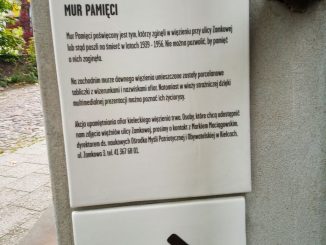 MUR PAMIĘCI
Mur Pamięci poświęcony jest tym, którzy zginęli w więzieniu przy ulicy Zamkowej
lub stąd poszli na śmierć w latach 1939 - 1956. Nie można pozwolić, by pamięć
o nich zaginęła.
Na zachodnim murze dawnego więzienia umieszczone zostały porcelanowe
tabliczki z wizerunkami i nazwiskami ofiar. Natomiast w wieży strażniczej dzięki
multimedialnej prezentacji można poznać ich życiorysy.
Akcja upamiętniania ofiar kieleckiego więzienia trwa. Osoby, które chcą udostępnić
nam zdjęcia więźniów ulicy Zamkowej, prosimy o kontakt z Markiem Maciągowskim,
dyrektorem ds. naukowych Ośrodka Myśli Patriotycznej i Obywatelskiej w Kielcach,
ul. Zamkowa 3, tel. 41 367 68 01.